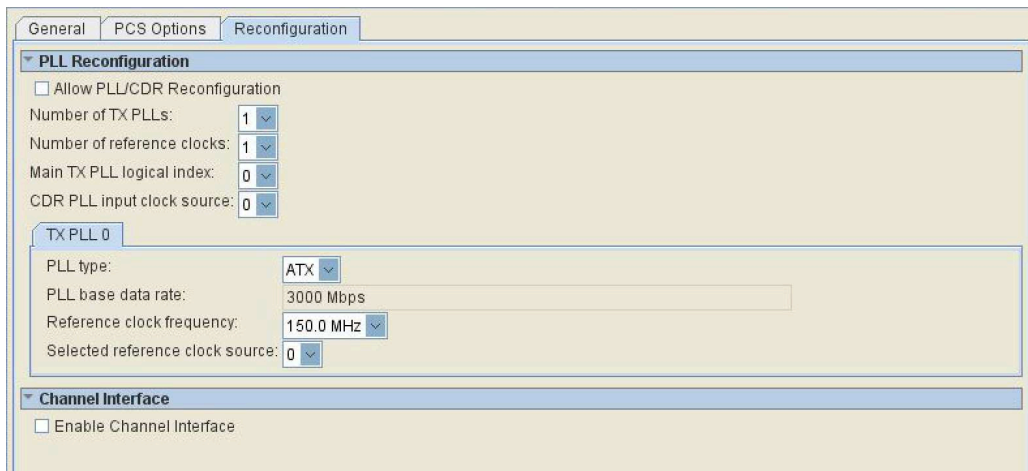 General PCS Options Reconfiguration
PLL Reconfiguration
Allow PLL/CDR Reconfiguration
Number of TX PLLs: 1
Number of reference clocks: 1
Main TX PLL logical index: 0
CDR PLL input clock source: 0
TX PLL 0
PLL type: ATX
PLL base data rate: 3000 Mbps
Reference clock frequency: 150.0 MHz
Selected reference clock source: 0
Channel Interface
Enable Channel Interface